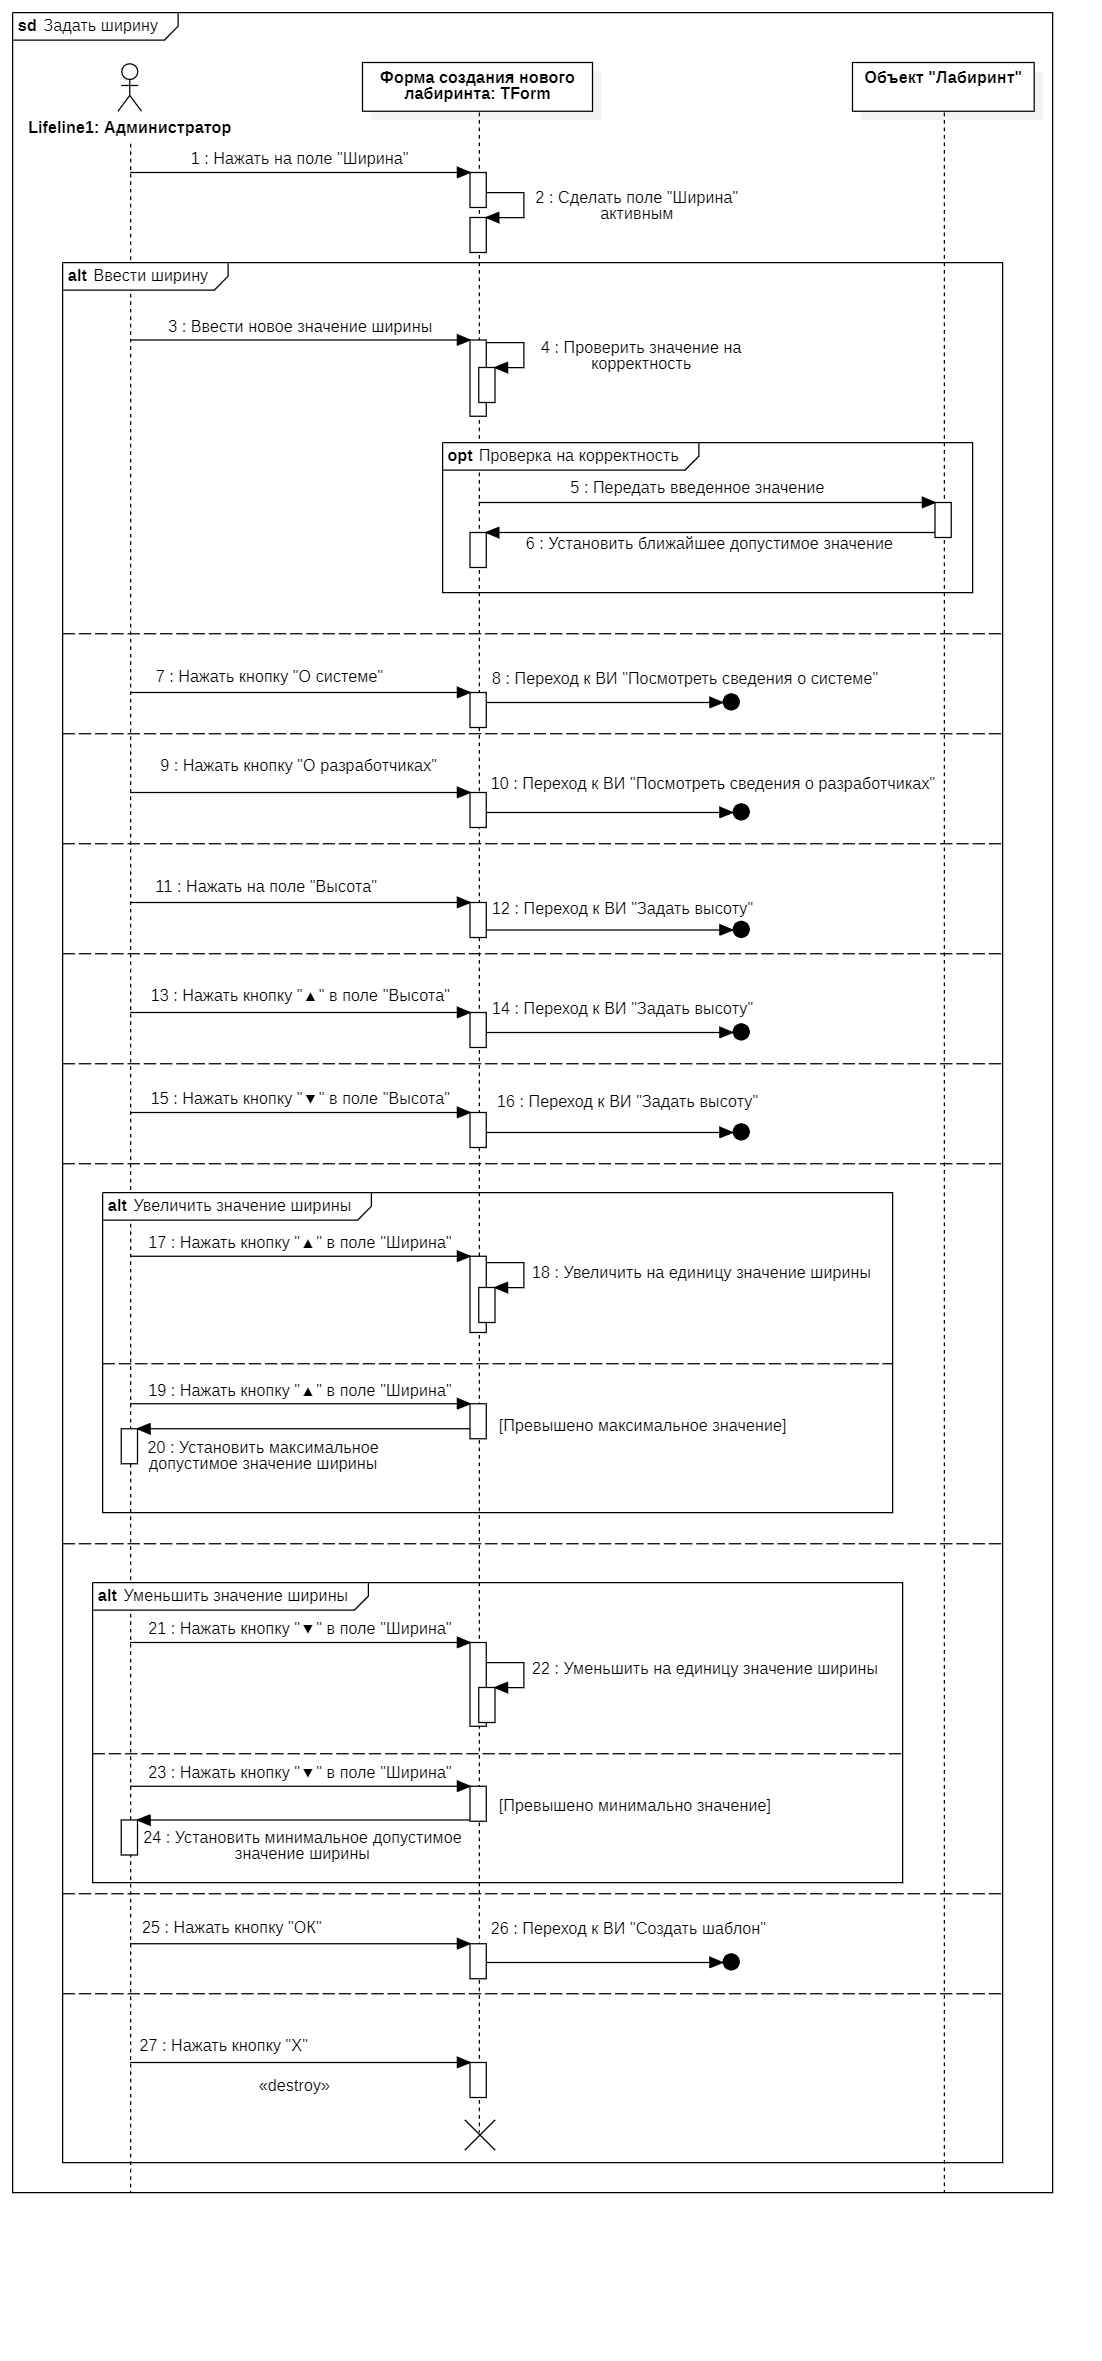 sd Задать ширину
Форма создания нового
лабиринта: TForm
Объект "Лабиринт"
Lifeline1: Администратор
1 : Нажать на поле "Ширина"
2 : Сделать поле "Ширина"
активным
alt Ввести ширину
3 : Ввести новое значение ширины
4 : Проверить значение на
корректность
opt Проверка на корректность
5 : Передать введенное значение
6 : Установить ближайшее допустимое значение
7 : Нажать кнопку "О системе"
8 : Переход к ВИ "Посмотреть сведения о системе"
9 : Нажать кнопку "О разработчиках"
10 : Переход к ВИ "Посмотреть сведения о разработчиках"
11 : Нажать на поле "Высота"
12 : Переход к ВИ "Задать высоту"
13 : Нажать кнопку "▲" в поле "Высота"
14 : Переход к ВИ "Задать высоту"
15 : Нажать кнопку "▼" в поле "Высота"
16 : Переход к ВИ "Задать высоту"
alt Увеличить значение ширины
17 : Нажать кнопку "▲" в поле "Ширина"
18 : Увеличить на единицу значение ширины
19 : Нажать кнопку "▲" в поле "Ширина"
[Превышено максимальное значение]
20 : Установить максимальное
допустимое значение ширины
alt Уменьшить значение ширины
21 : Нажать кнопку "▼" в поле "Ширина"
22 : Уменьшить на единицу значение ширины
23 : Нажать кнопку "▼" в поле "Ширина"
[Превышено минимально значение]
24 : Установить минимальное допустимое
значение ширины
25 : Нажать кнопку "ОК"
26 : Переход к ВИ "Создать шаблон"
27 : Нажать кнопку "Х"
«destroy»